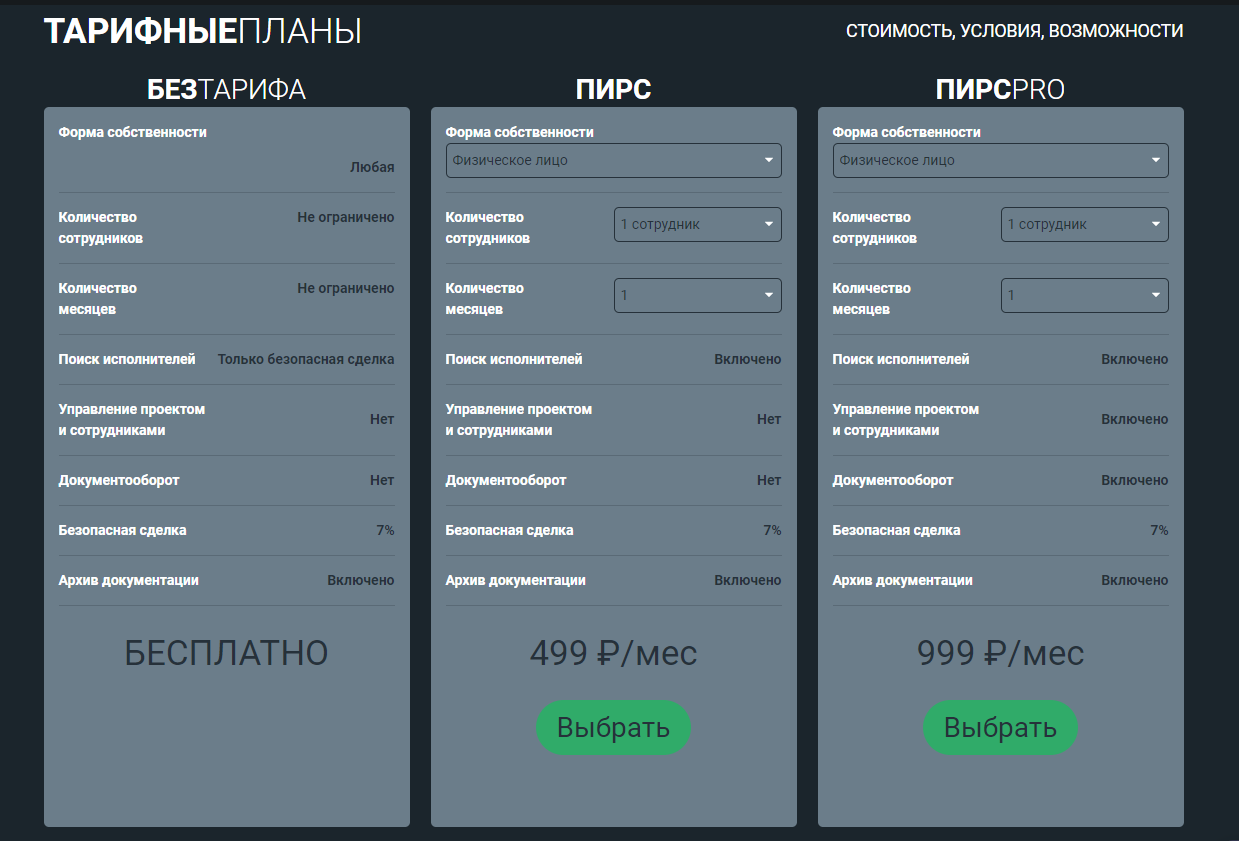 ТАРИФНЫЕПЛАНЫ
СТОИМОСТЬ, УСЛОВИЯ, ВОЗМОЖНОСТИ
БЕЗТАРИФА
Форма собственности
Любая
Количество
сотрудников
Не ограничено
Количество
месяцев
Не ограничено
Поиск исполнителей
Только безопасная сделка
Управление проектом
и сотрудниками
Нет
Документооборот
Нет
Безопасная сделка
7%
Архив документации
Включено
БЕСПЛАТНО
ПИРС
Форма собственности
Физическое лицо
Количество
сотрудников
1 сотрудник
Количество
месяцев
1
Поиск исполнителей
Включено
Управление проектом
и сотрудниками
Нет
Документооборот
Нет
Безопасная сделка
7%
Архив документации
Включено
499 ₽/мес
Выбрать
ПИРСPRO
Форма собственности
Физическое лицо
Количество
сотрудников
1 сотрудник
Количество
месяцев
1
Поиск исполнителей
Включено
Управление проектом
и сотрудниками
Включено
Документооборот
Включено
Безопасная сделка
7%
Архив документации
Включено
999 ₽/мес
Выбрать